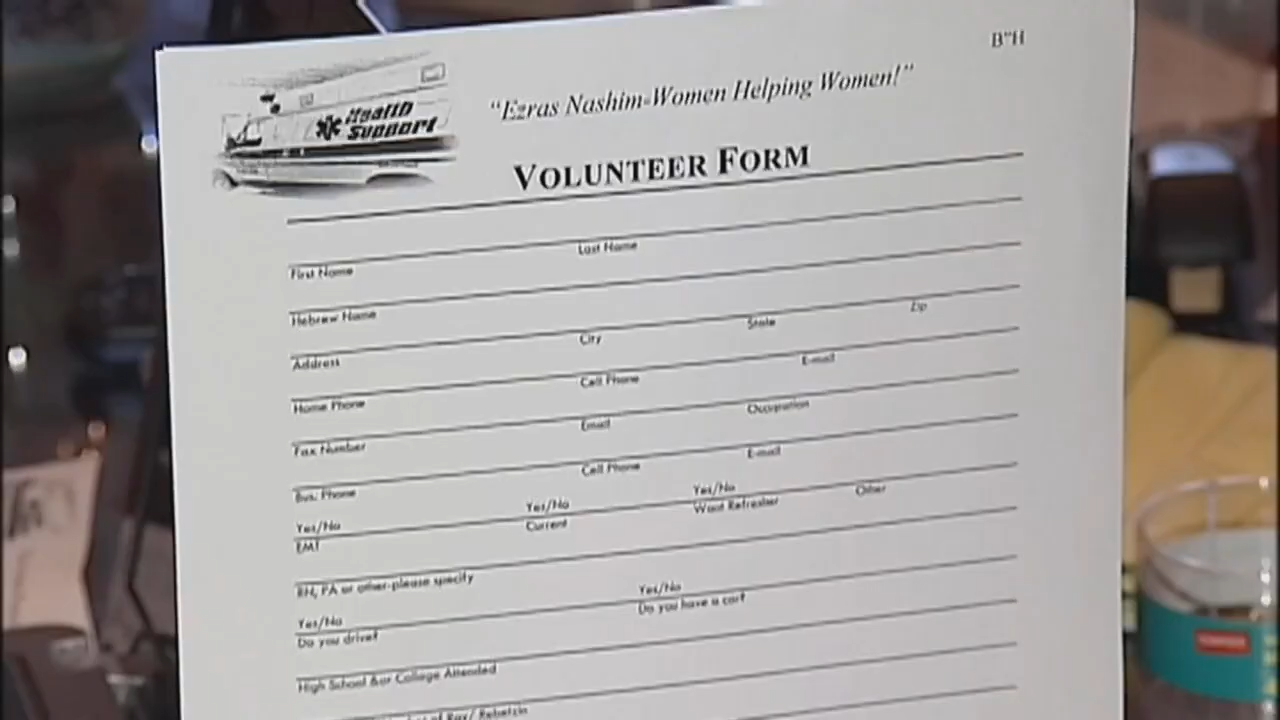 B"H
"Ezras Nashim-Women Helping Women!"
Health
Support
VOLUNTEER FORM
First Name Last Name
Hebrew Name
Address City State Zip
Home Phone Cell Phone E-mail
Fax Number Email Occupation
Bus. Phone Cell Phone E-mail
Yes/No Yes/No Yes/No Other
EMT Current Want Refresher
RN, PA or other-please specify
Yes/No Yes/No
Do you drive? Do you have a car?
High School &or College Attended
of Rav/ Rebetzin